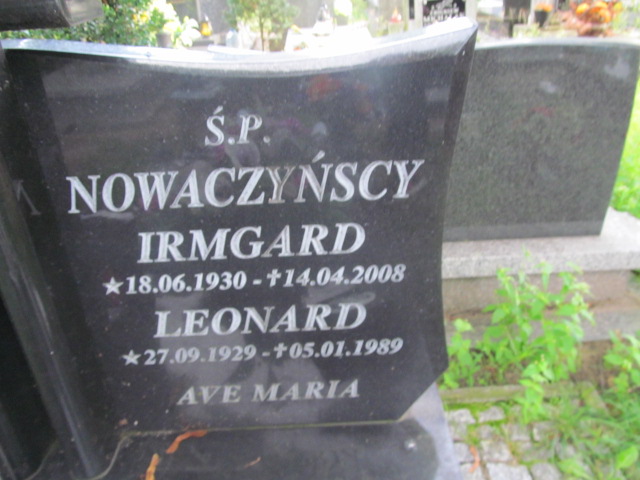 Ś.P.
NOWACZYŃSCY
IRMGARD
★18.06.1930 - ✝14.04.2008
LEONARD
★27.09.1929 - ✝05.01.1989
AVE MARIA